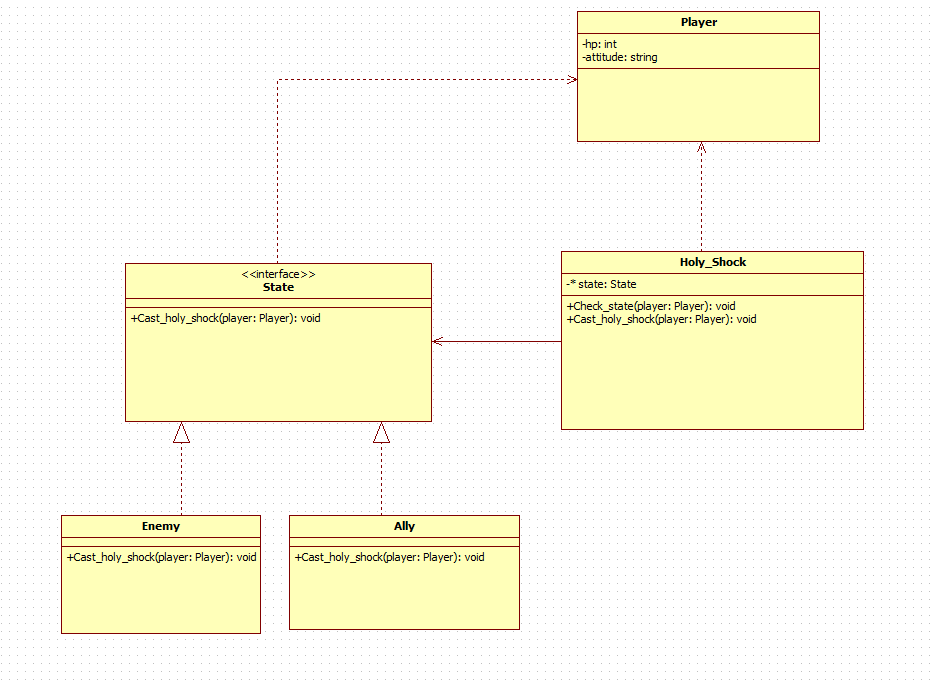 Player
-hp: int
-attitude: string
<<interface>>
State
+Cast_holy_shock(player: Player): void
Holy_Shock
-* state: State
+Check_state(player: Player): void
+Cast_holy_shock(player: Player): void
Enemy
+Cast_holy_shock(player: Player): void
Ally
+Cast_holy_shock(player: Player): void